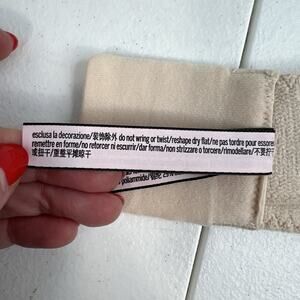 esclusa la decorazione/装饰除外 do not wring or twist/reshape dry flat/ne pas tordre pour essorer
remettre en forme/no retorcer ni escurrir/dar forma/non strizzare o torcere/rimodellare/不要拧
或扭干/重整平摊晾干
poliammide/